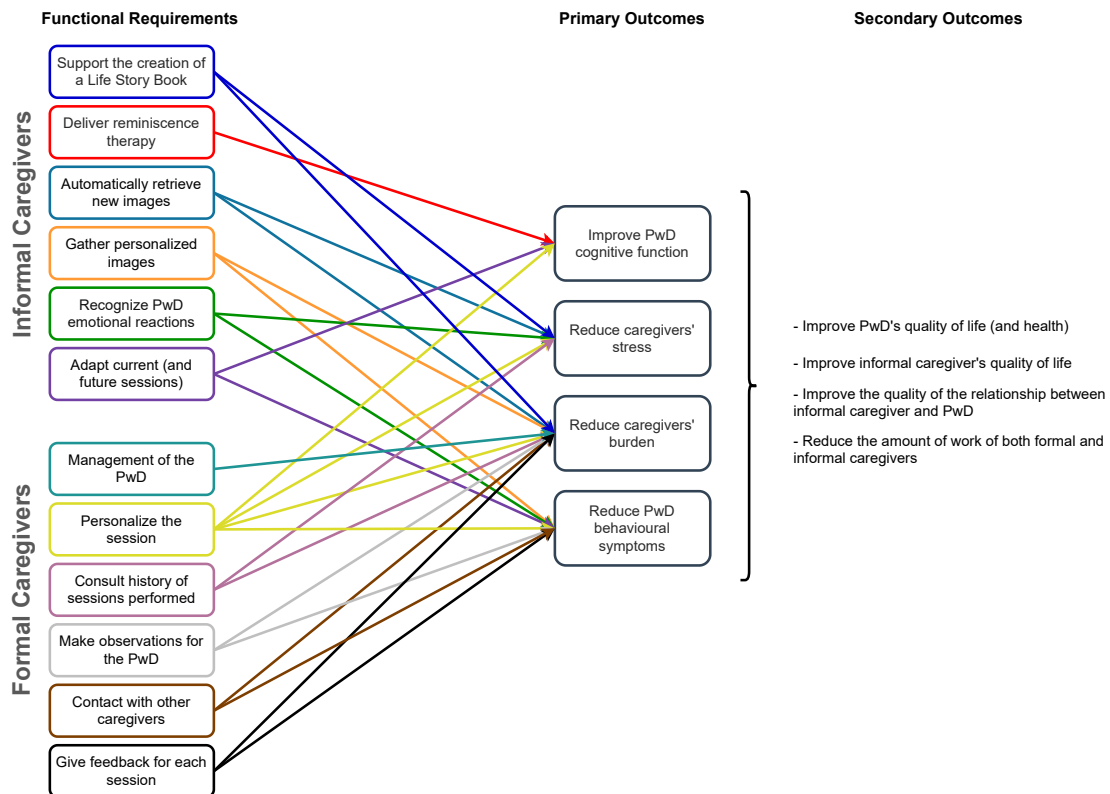 Functional Requirements
Primary Outcomes
Secondary Outcomes
Informal Caregivers
Support the creation of
a Life Story Book
Deliver reminiscence
therapy
Automatically retrieve
new images
Gather personalized
images
Recognize PwD
emotional reactions
Adapt current (and
future sessions)
Formal Caregivers
Management of the
PwD
Personalize the
session
Consult history of
sessions performed
Make observations for
the PwD
Contact with other
caregivers
Give feedback for each
session
Improve PwD
cognitive function
Reduce caregivers'
stress
Reduce caregivers'
burden
Reduce PwD
behavioural
symptoms
- Improve PwD's quality of life (and health)
- Improve informal caregiver's quality of life
- Improve the quality of the relationship between
informal caregiver and PwD
- Reduce the amount of work of both formal and
informal caregivers